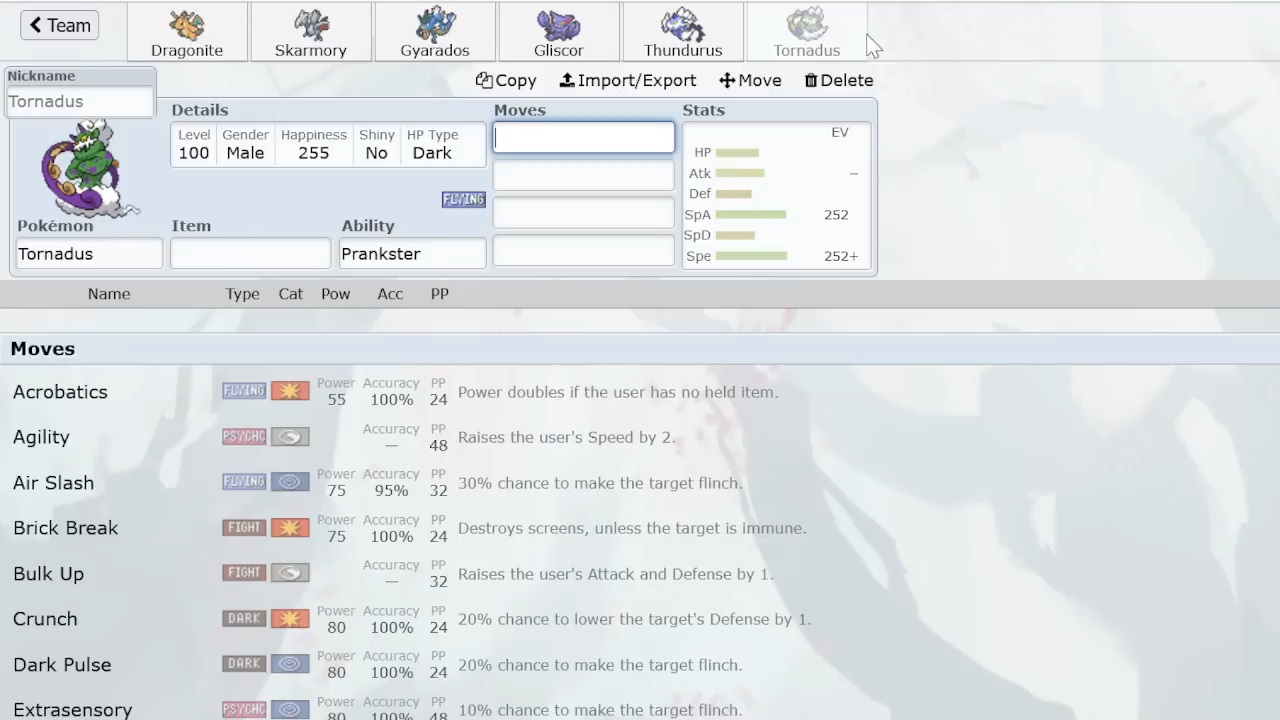 Team
Dragonite Skarmory Gyarados Gliscor Thundurus Tornadus
Nickname
Tornadus
Copy Import/Export Move Delete
Details Moves Stats
Level Gender Happiness Shiny HP Type EV
100 Male 255 No Dark
HP
Atk –
Def
FLYING
SpA 252
SpD
Spe 252+
Pokémon Item Ability
Tornadus Prankster
Name Type Cat Pow Acc PP
Moves
Acrobatics FLYING Power 55 Accuracy 100% PP 24 Power doubles if the user has no held item.
Agility PSYCHC Accuracy — PP 48 Raises the user's Speed by 2.
Air Slash FLYING Power 75 Accuracy 95% PP 32 30% chance to make the target flinch.
Brick Break FIGHT Power 75 Accuracy 100% PP 24 Destroys screens, unless the target is immune.
Bulk Up FIGHT Accuracy — PP 32 Raises the user's Attack and Defense by 1.
Crunch DARK Power 80 Accuracy 100% PP 24 20% chance to lower the target's Defense by 1.
Dark Pulse DARK Power 80 Accuracy 100% PP 24 20% chance to make the target flinch.
Extrasensory PSYCHC Power 80 Accuracy 100% PP 48 10% chance to make the target flinch.